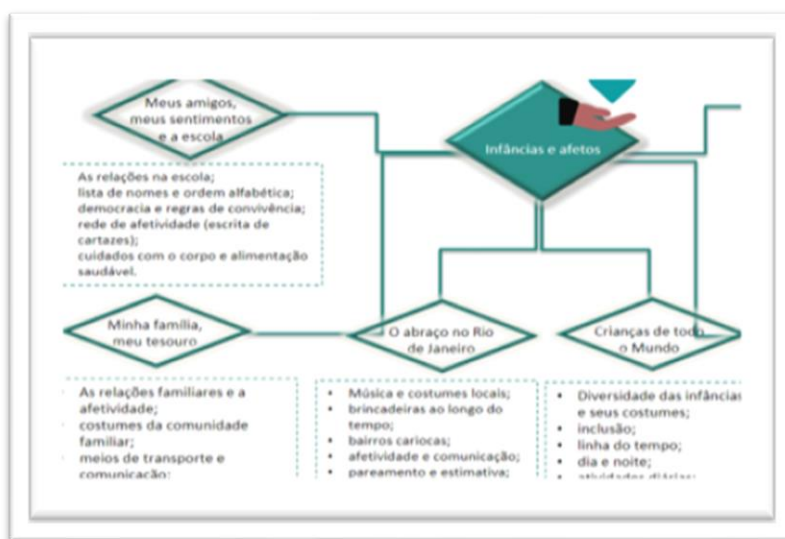 Meus amigos,
meus sentimentos
e a escola
Infâncias e afetos
As relações na escola;
lista de nomes e ordem alfabética;
democracia e regras de convivência;
rede de afetividade (escrita de
cartazes);
cuidados com o corpo e alimentação
saudável.
Minha família,
meu tesouro
O abraço no Rio
de Janeiro
Crianças de todo
o Mundo
As relações familiares e a
afetividade;
costumes da comunidade
familiar;
meios de transporte e
comunicação;
• Música e costumes locais;
• brincadeiras ao longo do
tempo;
• bairros cariocas;
• afetividade e comunicação;
• pareamento e estimativa;
• Diversidade das infâncias
e seus costumes;
• inclusão;
• linha do tempo;
• dia e noite;
• atividades diárias;